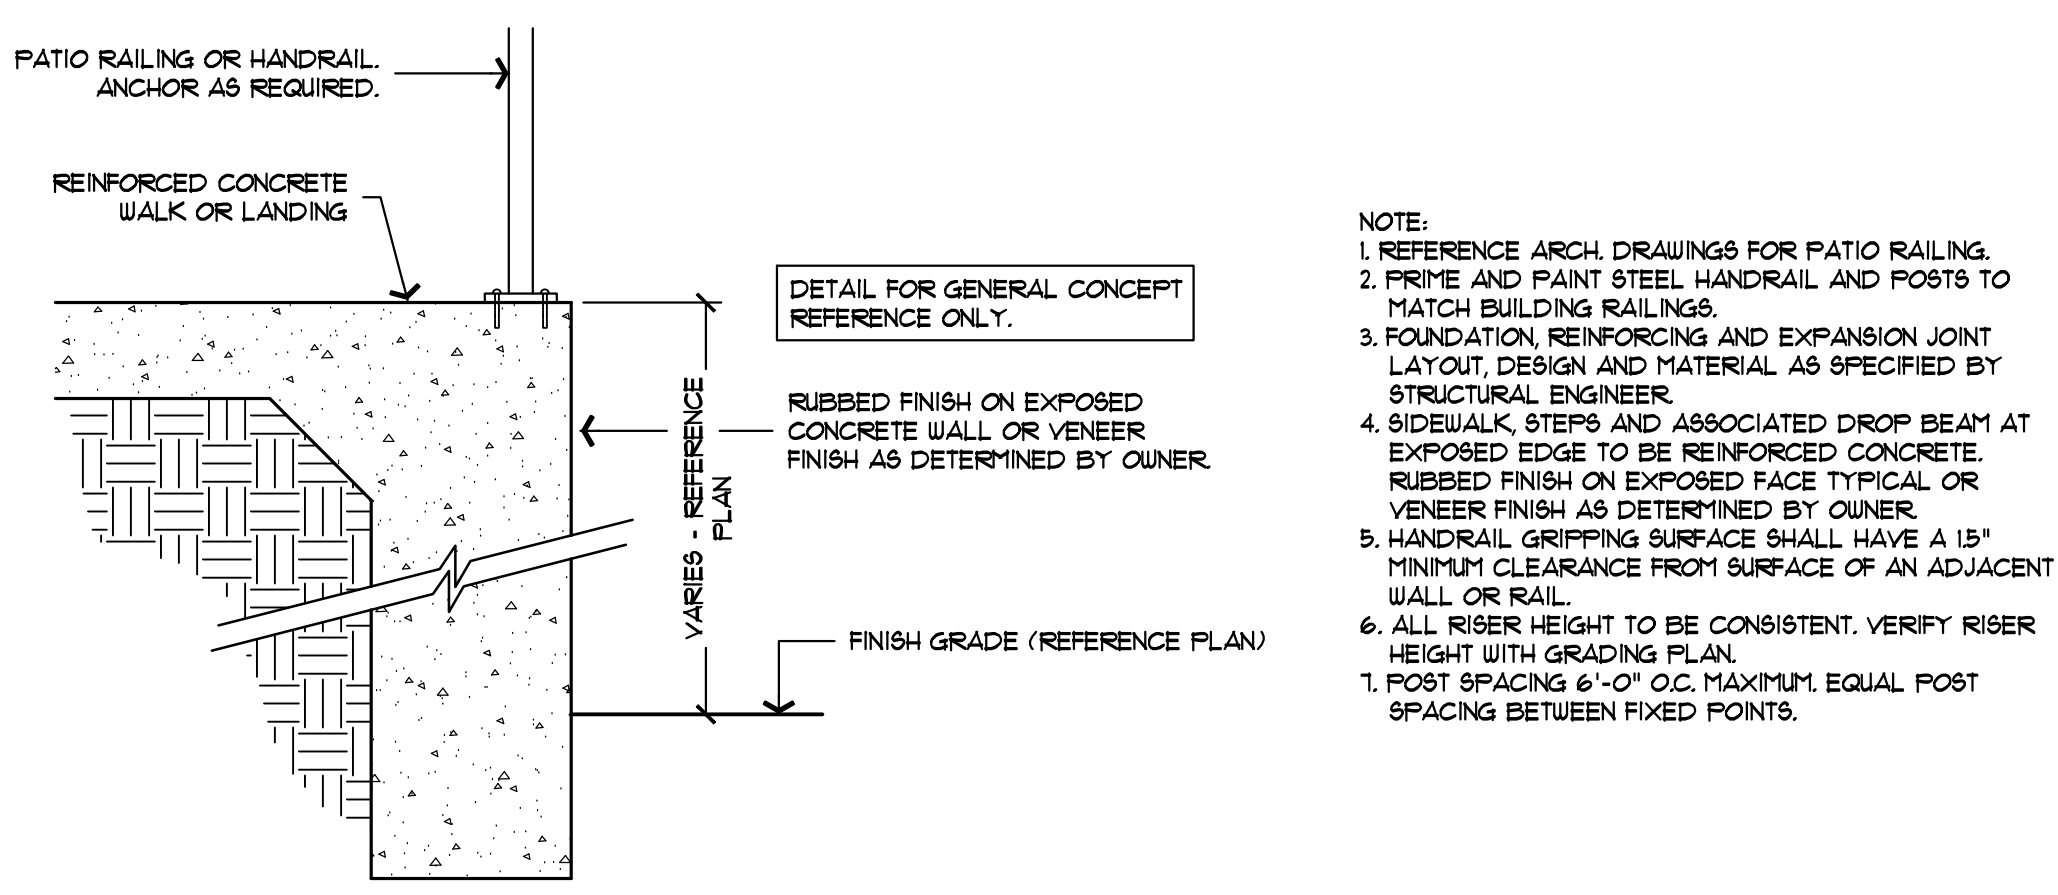 PATIO RAILING OR HANDRAIL.
ANCHOR AS REQUIRED.
REINFORCED CONCRETE
WALK OR LANDING
DETAIL FOR GENERAL CONCEPT
REFERENCE ONLY.
RUBBED FINISH ON EXPOSED
CONCRETE WALL OR VENEER
FINISH AS DETERMINED BY OWNER.
VARIES - REFERENCE
PLAN
FINISH GRADE (REFERENCE PLAN)
NOTE:
1. REFERENCE ARCH. DRAWINGS FOR PATIO RAILING.
2. PRIME AND PAINT STEEL HANDRAIL AND POSTS TO
MATCH BUILDING RAILINGS.
3. FOUNDATION, REINFORCING AND EXPANSION JOINT
LAYOUT, DESIGN AND MATERIAL AS SPECIFIED BY
STRUCTURAL ENGINEER.
4. SIDEWALK, STEPS AND ASSOCIATED DROP BEAM AT
EXPOSED EDGE TO BE REINFORCED CONCRETE.
RUBBED FINISH ON EXPOSED FACE TYPICAL OR
VENEER FINISH AS DETERMINED BY OWNER.
5. HANDRAIL GRIPPING SURFACE SHALL HAVE A 1.5"
MINIMUM CLEARANCE FROM SURFACE OF AN ADJACENT
WALL OR RAIL.
6. ALL RISER HEIGHT TO BE CONSISTENT. VERIFY RISER
HEIGHT WITH GRADING PLAN.
7. POST SPACING 6'-0" O.C. MAXIMUM. EQUAL POST
SPACING BETWEEN FIXED POINTS.